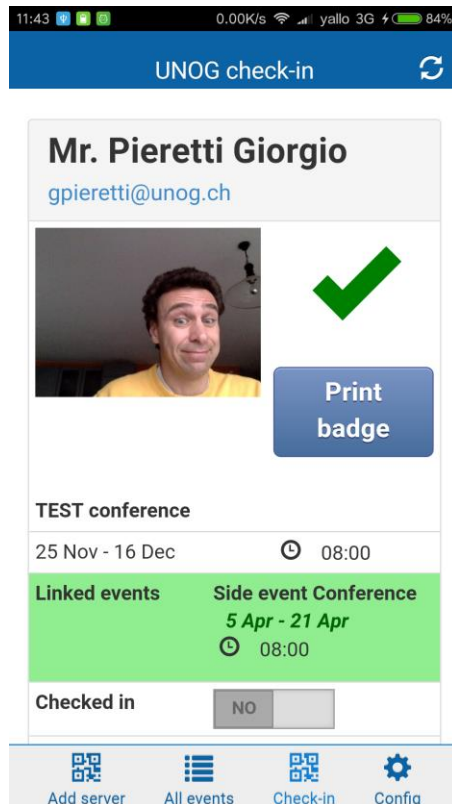 11:43 0.00K/s yallo 3G 84%
UNOG check-in
Mr. Pieretti Giorgio
gpieretti@unog.ch
Print
badge
TEST conference
25 Nov - 16 Dec 08:00
Linked events Side event Conference
5 Apr - 21 Apr
08:00
Checked in NO
Add server All events Check-in Config